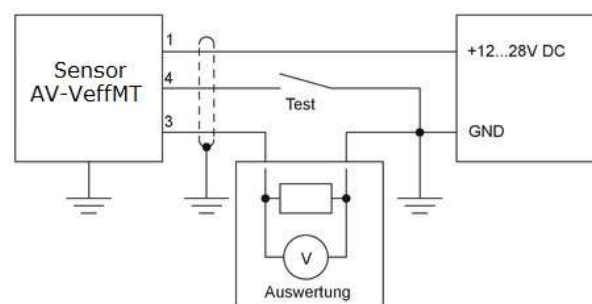 Sensor
AV-VeffMT
1
4
3
Test
+12...28V DC
GND
V
Auswertung